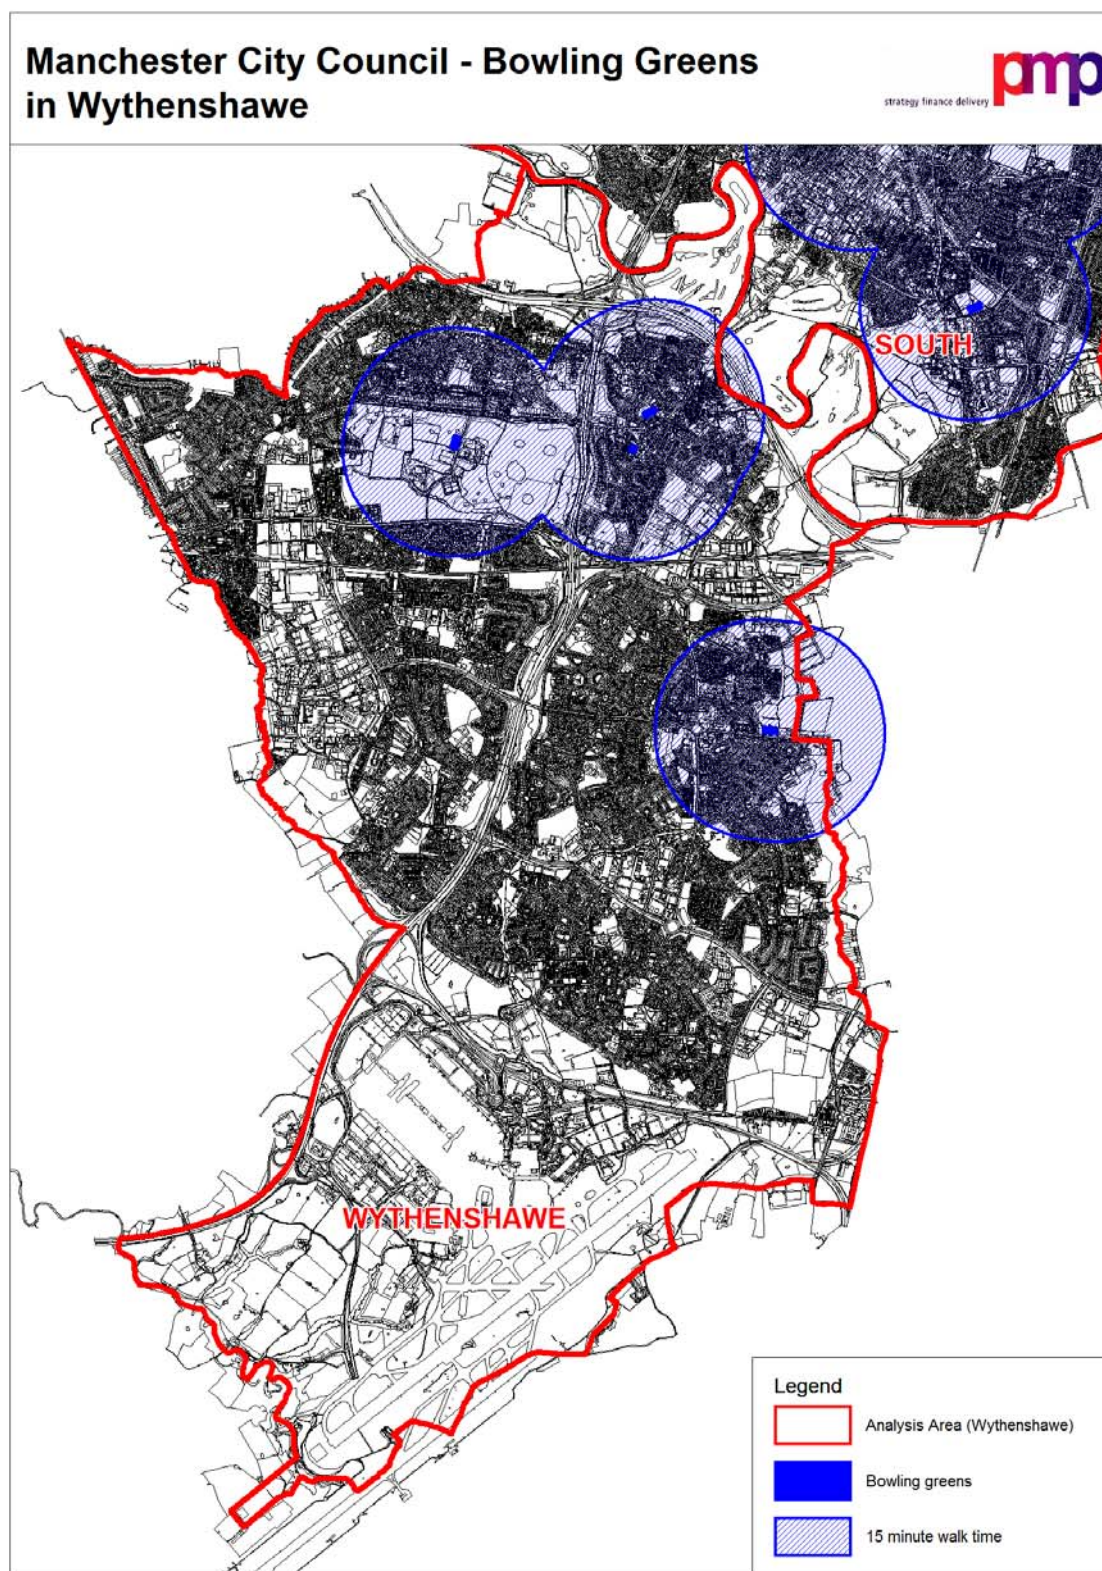 Manchester City Council - Bowling Greens
in Wythenshawe
strategy finance delivery pmp
SOUTH
WYTHENSHAWE
Legend
Analysis Area (Wythenshawe)
Bowling greens
15 minute walk time